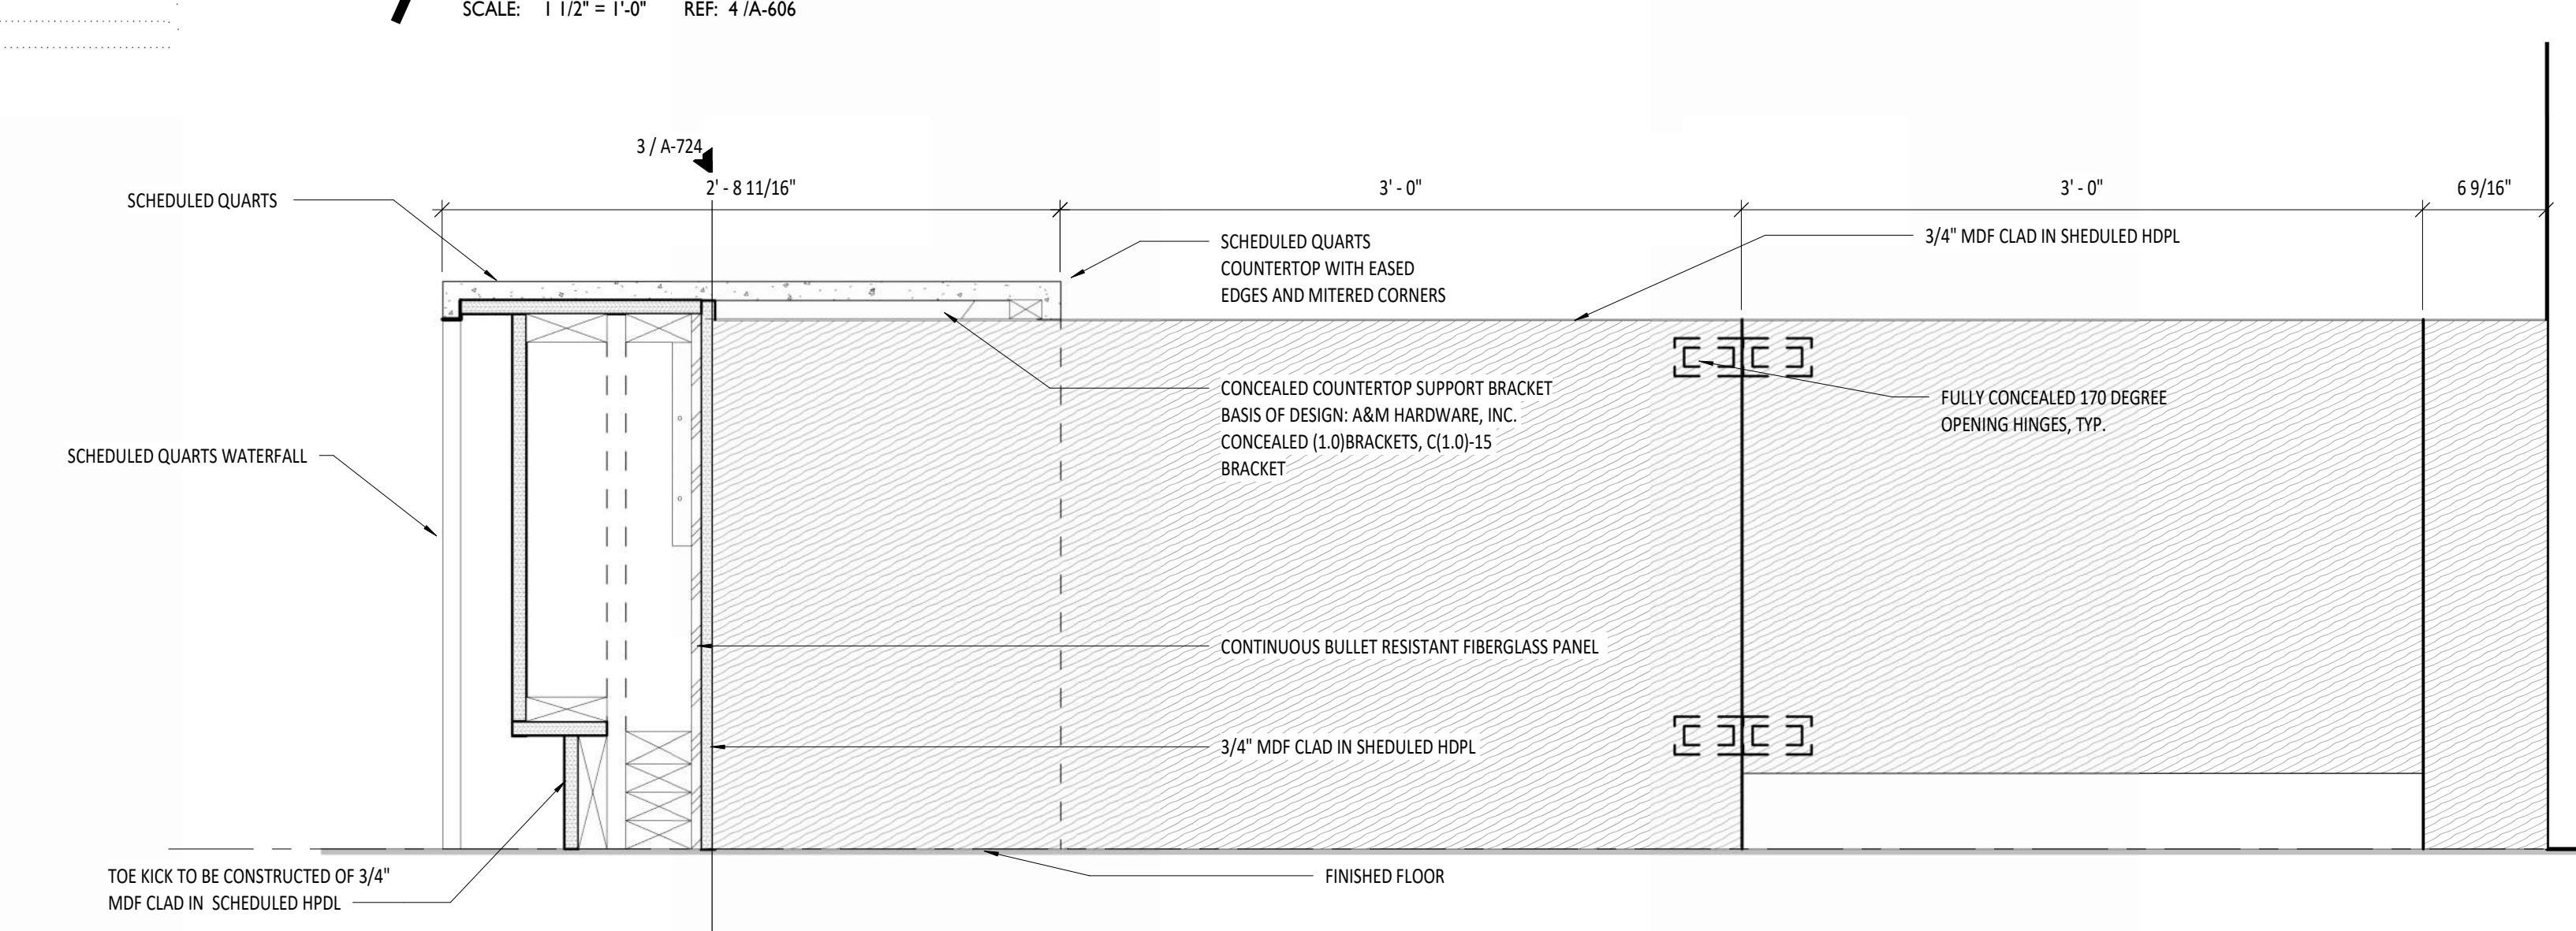 SCALE: 1 1/2" = 1'-0" REF: 4 /A-606
3 / A-724
2' - 8 11/16"
3' - 0"
3' - 0"
6 9/16"
SCHEDULED QUARTS
SCHEDULED QUARTS
COUNTERTOP WITH EASED
EDGES AND MITERED CORNERS
3/4" MDF CLAD IN SHEDULED HDPL
CONCEALED COUNTERTOP SUPPORT BRACKET
BASIS OF DESIGN: A&M HARDWARE, INC.
CONCEALED (1.0)BRACKETS, C(1.0)-15
BRACKET
FULLY CONCEALED 170 DEGREE
OPENING HINGES, TYP.
SCHEDULED QUARTS WATERFALL
CONTINUOUS BULLET RESISTANT FIBERGLASS PANEL
3/4" MDF CLAD IN SHEDULED HDPL
TOE KICK TO BE CONSTRUCTED OF 3/4"
MDF CLAD IN SCHEDULED HPDL
FINISHED FLOOR